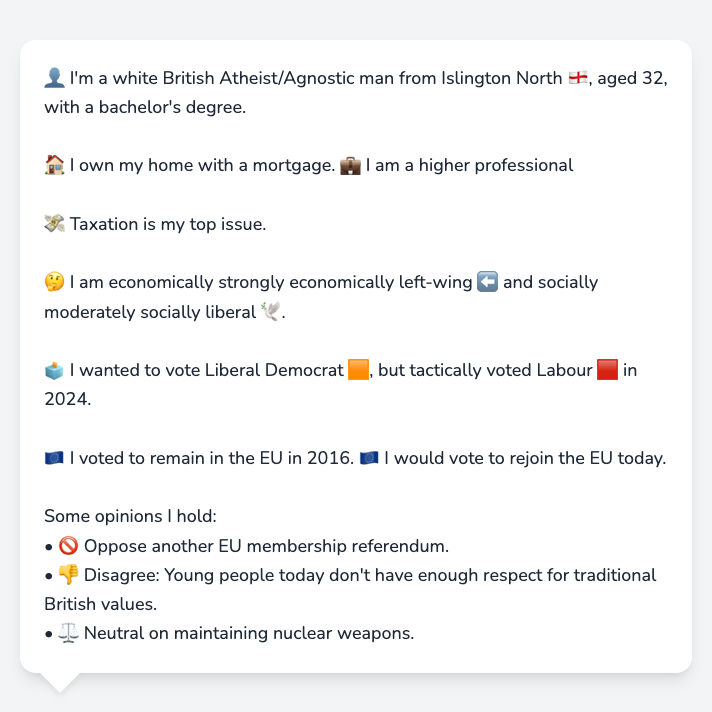 👤 I'm a white British Atheist/Agnostic man from Islington North 🏴󠁧󠁢󠁥󠁮󠁧󠁿, aged 32,
with a bachelor's degree.
🏠 I own my home with a mortgage. 💼 I am a higher professional
💸 Taxation is my top issue.
🤔 I am economically strongly economically left-wing ⬅️ and socially
moderately socially liberal 🕊️.
🗳️ I wanted to vote Liberal Democrat 🟧, but tactically voted Labour 🟥 in
2024.
🇪🇺 I voted to remain in the EU in 2016. 🇪🇺 I would vote to rejoin the EU today.
Some opinions I hold:
• 🚫 Oppose another EU membership referendum.
• 👎 Disagree: Young people today don't have enough respect for traditional
British values.
• ⚖️ Neutral on maintaining nuclear weapons.